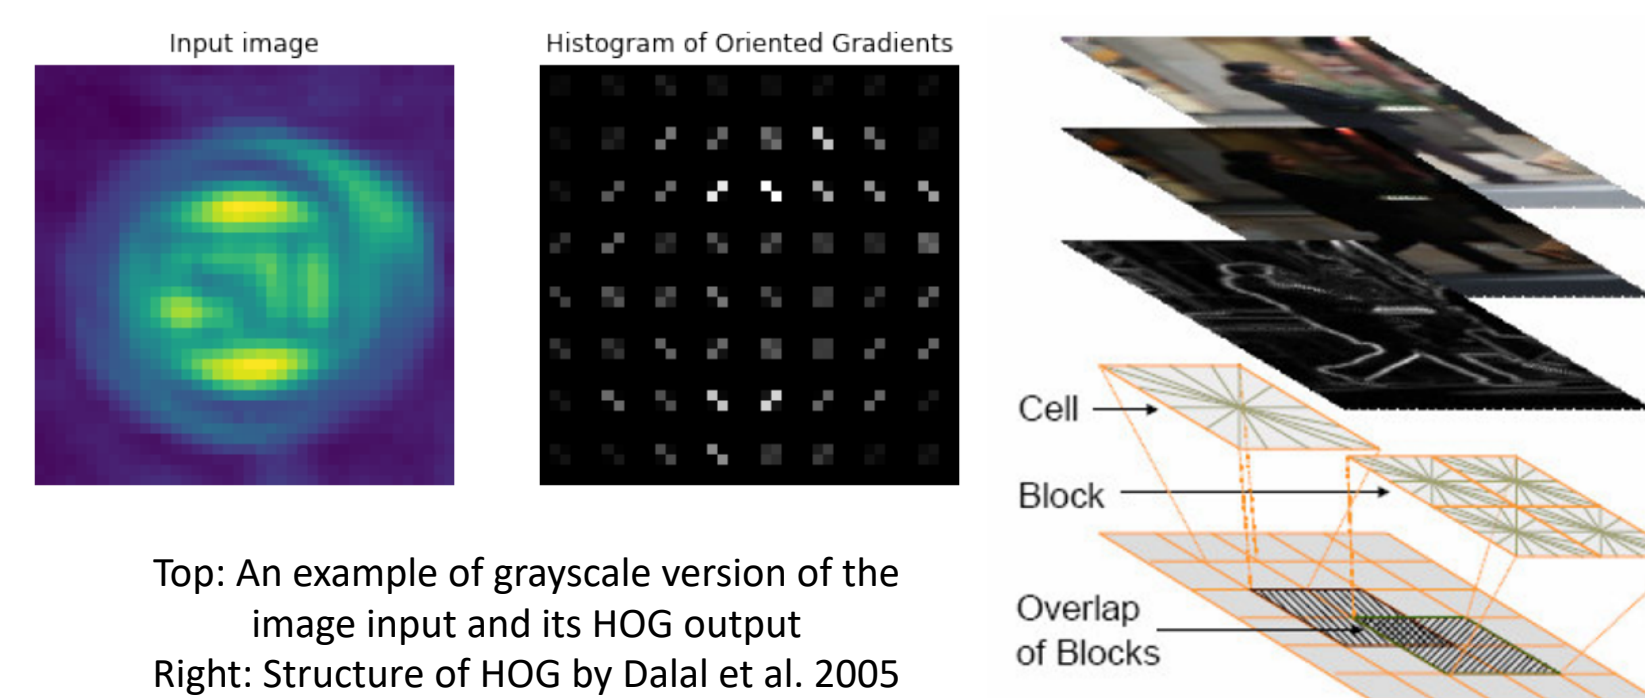 Input image
Histogram of Oriented Gradients
Cell
Block
Overlap
of Blocks
Top: An example of grayscale version of the
image input and its HOG output
Right: Structure of HOG by Dalal et al. 2005